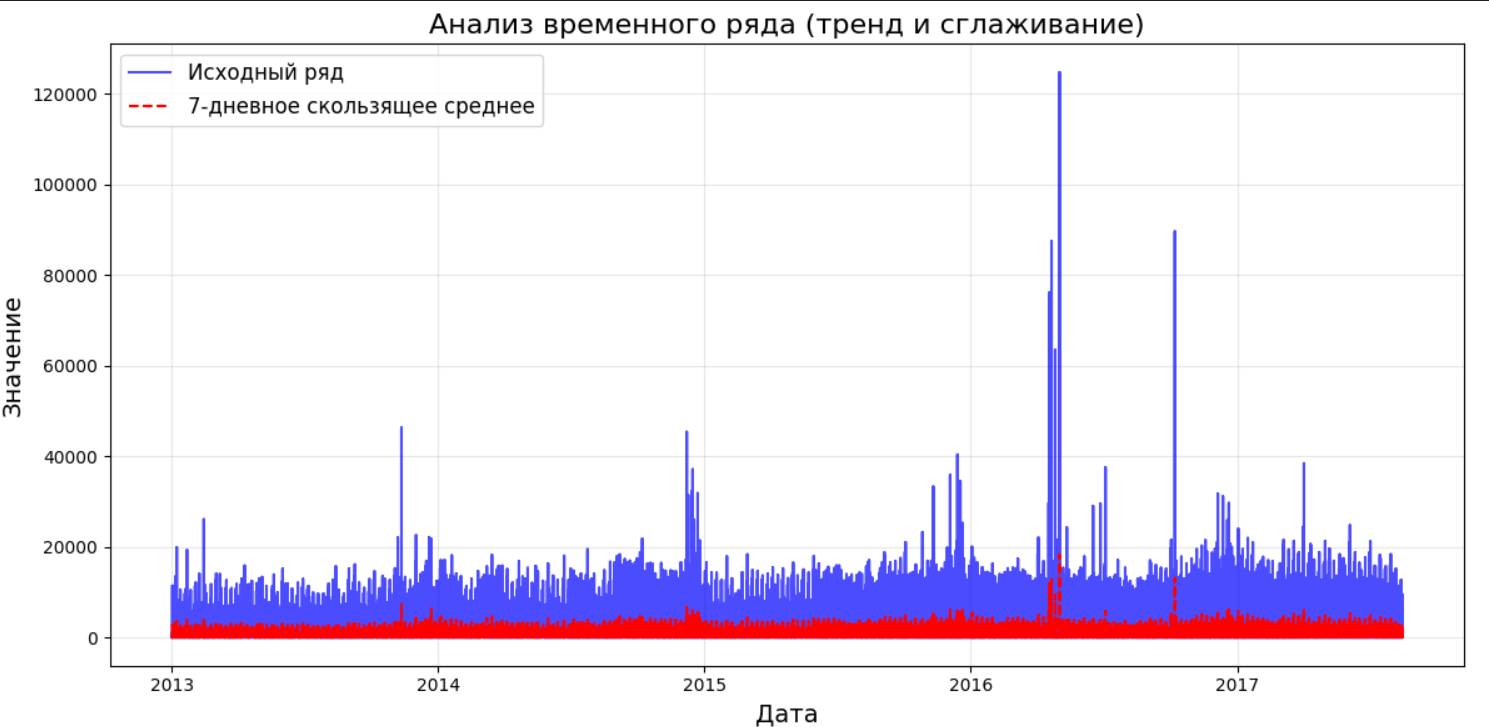 Анализ временного ряда (тренд и сглаживание)
Исходный ряд
7-дневное скользящее среднее
120000
100000
80000
60000
40000
20000
0
Значение
2013
2014
2015
2016
2017
Дата